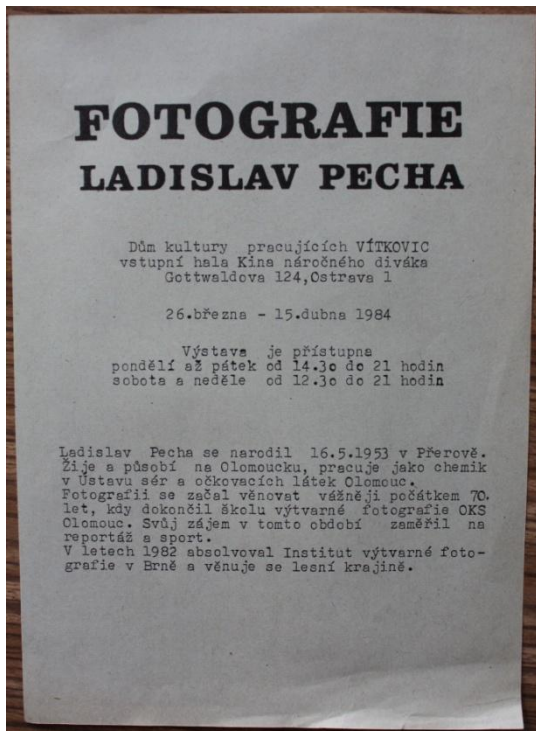 FOTOGRAFIE
LADISLAV PECHA
Dům kultury pracujících VÍTKOVIC
vstupní hala Kina náročného diváka
Gottwaldova 124,Ostrava 1
26.března - 15.dubna 1984
Výstava je přístupna
pondělí až pátek od 14.3o do 21 hodin
sobota a neděle od 12.3o do 21 hodin
Ladislav Pecha se narodil 16.5.1953 v Přerově.
Žije a působí na Olomoucku, pracuje jako chemik
v Ústavu sér a očkovacích látek Olomouc.
Fotografii se začal věnovat vážněji počátkem 70.
let, kdy dokončil školu výtvarné fotografie OKS
Olomouc. Svůj zájem v tomto období zaměřil na
reportáž a sport.
V letech 1982 absolvoval Institut výtvarné foto-
grafie v Brně a věnuje se lesní krajině.